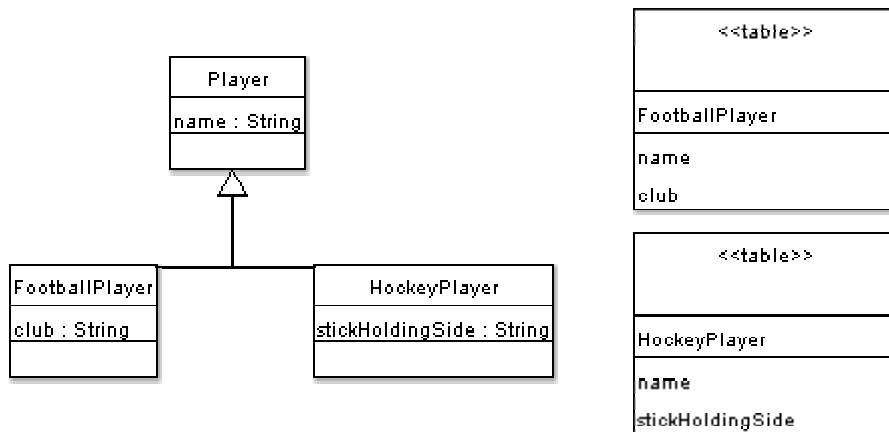 Player
name : String
FootballPlayer
club : String
HockeyPlayer
stickHoldingSide : String
<<table>>
FootballPlayer
name
club
<<table>>
HockeyPlayer
name
stickHoldingSide